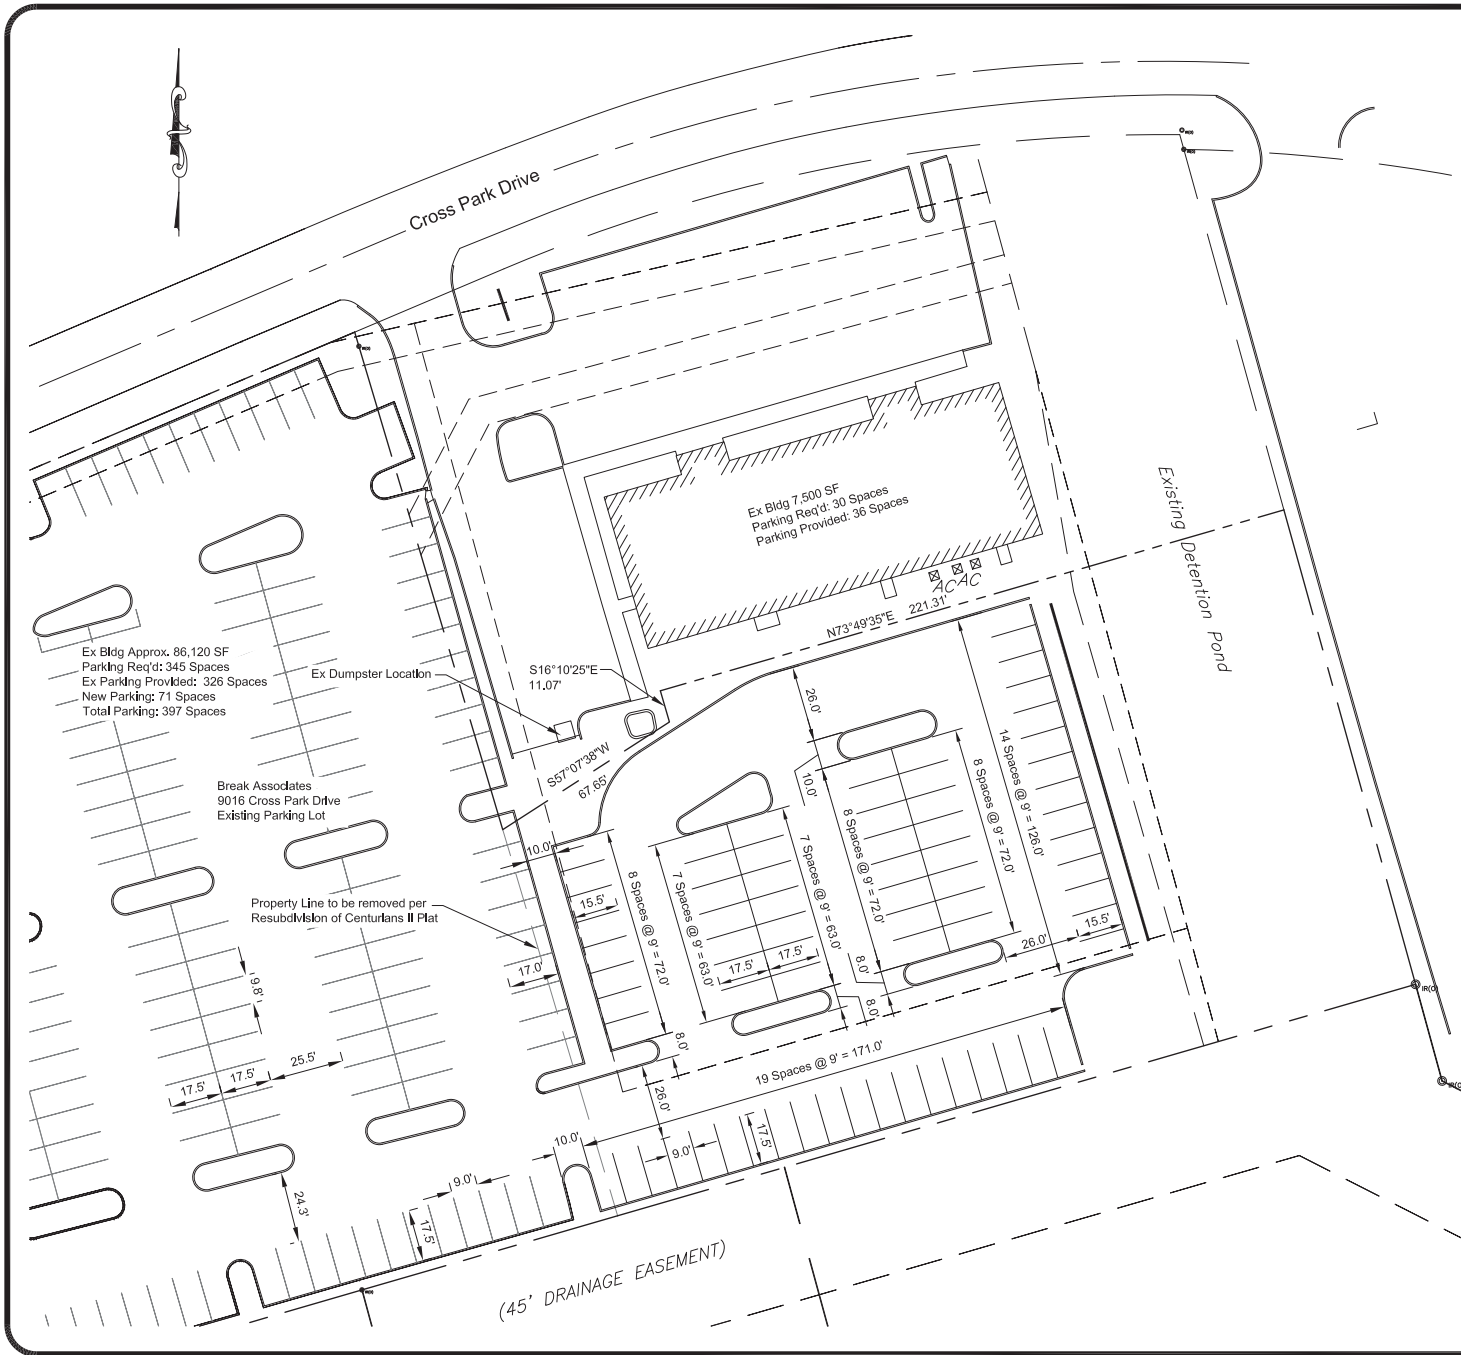 Cross Park Drive
Existing Detention Pond
Ex Bldg 7,500 SF
Parking Req'd: 30 Spaces
Parking Provided: 36 Spaces
ACAC
N73°49'35"E 221.31'
Ex Bldg Approx. 86,120 SF
Parking Req'd: 345 Spaces
Ex Parking Provided: 326 Spaces
New Parking: 71 Spaces
Total Parking: 397 Spaces
Ex Dumpster Location
S16°10'25"E
11.07'
S57°07'38"W
67.65'
Break Associates
9016 Cross Park Drive
Existing Parking Lot
Property Line to be removed per
Resubdivision of Centurians II Plat
26.0'
10.0'
14 Spaces @ 9' = 126.0'
8 Spaces @ 9' = 72.0'
8 Spaces @ 9' = 72.0'
7 Spaces @ 9' = 63.0'
7 Spaces @ 9' = 63.0'
8 Spaces @ 9' = 72.0'
10.0'
15.5'
17.0'
17.5'
17.5'
8.0'
8.0'
8.0'
26.0'
15.5'
9.8'
17.5'
17.5'
25.5'
19 Spaces @ 9' = 171.0'
26.0'
10.0'
9.0'
17.5'
9.0'
17.5'
24.3'
(45' DRAINAGE EASEMENT)
IR(O)